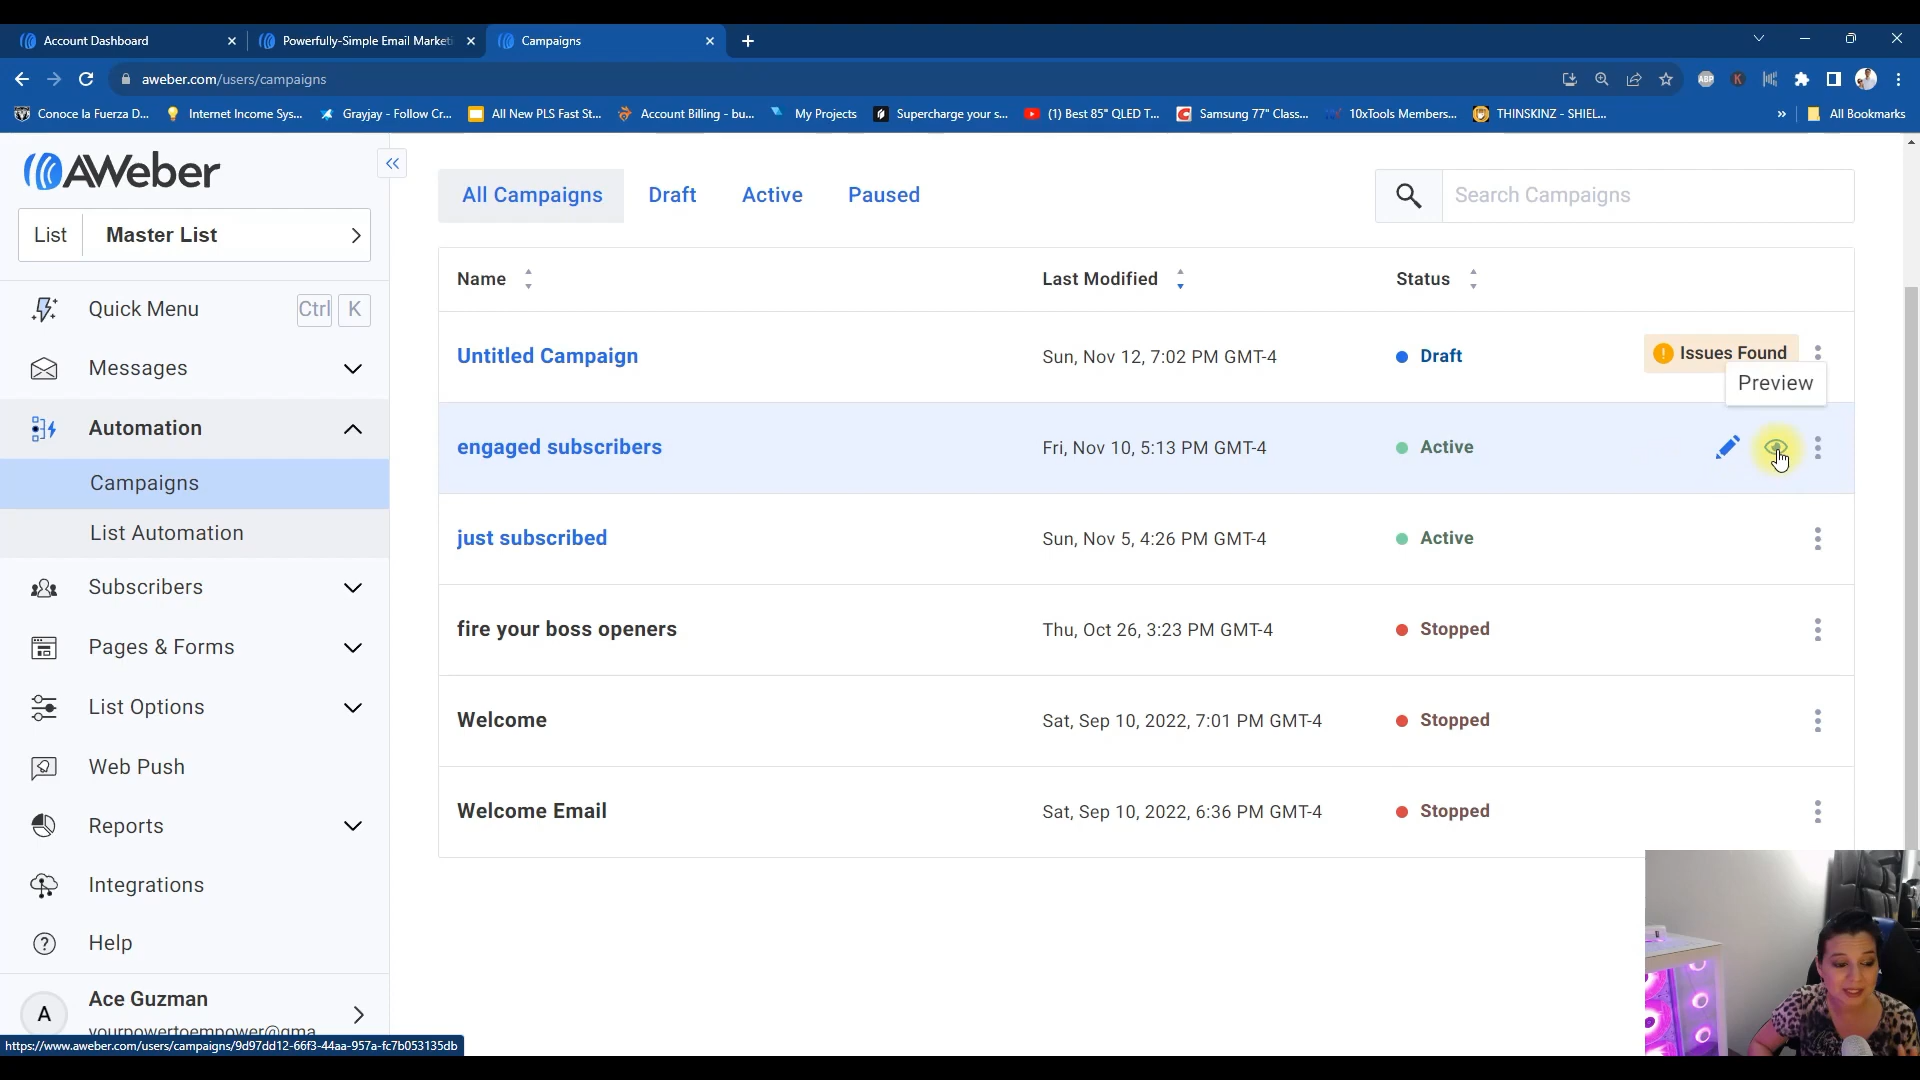 Account Dashboard
Powerfully-Simple Email Marketi
Campaigns
aweber.com/users/campaigns
Conoce la Fuerza D...
Internet Income Sys...
Grayjay - Follow Cr...
All New PLS Fast St...
Account Billing - bu...
My Projects
Supercharge your s...
(1) Best 85" QLED T...
Samsung 77" Class...
10xTools Members...
THINSKINZ - SHIEL...
»
All Bookmarks
AWeber
List
Master List
Quick Menu
Ctrl K
Messages
Automation
Campaigns
List Automation
Subscribers
Pages & Forms
List Options
Web Push
Reports
Integrations
Help
A
Ace Guzman
yourpowertoempower@gma
https://www.aweber.com/users/campaigns/9d97dd12-66f3-44aa-957a-fc7b053135db
All Campaigns
Draft
Active
Paused
Search Campaigns
Name
Last Modified
Status
Untitled Campaign
Sun, Nov 12, 7:02 PM GMT-4
Draft
Issues Found
Preview
engaged subscribers
Fri, Nov 10, 5:13 PM GMT-4
Active
just subscribed
Sun, Nov 5, 4:26 PM GMT-4
Active
fire your boss openers
Thu, Oct 26, 3:23 PM GMT-4
Stopped
Welcome
Sat, Sep 10, 2022, 7:01 PM GMT-4
Stopped
Welcome Email
Sat, Sep 10, 2022, 6:36 PM GMT-4
Stopped